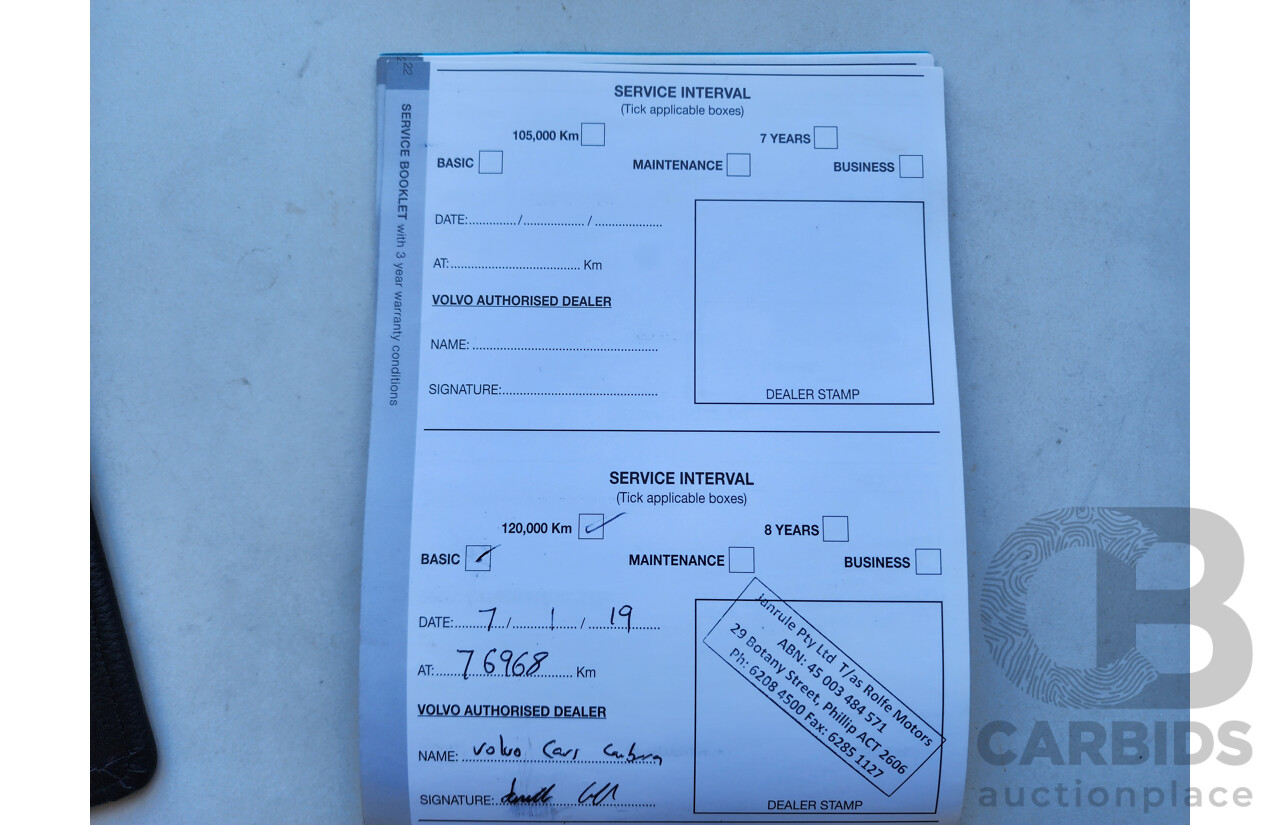 22
SERVICE BOOKLET with 3 year warranty conditions
SERVICE INTERVAL
(Tick applicable boxes)
105,000 Km
7 YEARS
BASIC
MAINTENANCE
BUSINESS
DATE:............../................../....................
AT:...................................... Km
VOLVO AUTHORISED DEALER
NAME:......................................................
SIGNATURE:.............................................
DEALER STAMP
SERVICE INTERVAL
(Tick applicable boxes)
120,000 Km ✓
8 YEARS
BASIC ✓
MAINTENANCE
BUSINESS
DATE: 7 / 1 / 19
AT: 76968 Km
VOLVO AUTHORISED DEALER
NAME: Volvo Cars Canberra
SIGNATURE:
Janrule Pty Ltd T/as Rolfe Motors
ABN: 45 003 484 571
29 Botany Street, Phillip ACT 2606
Ph: 6208 4500 Fax: 6285 1127
DEALER STAMP
CB
CARBIDS
auctionplace